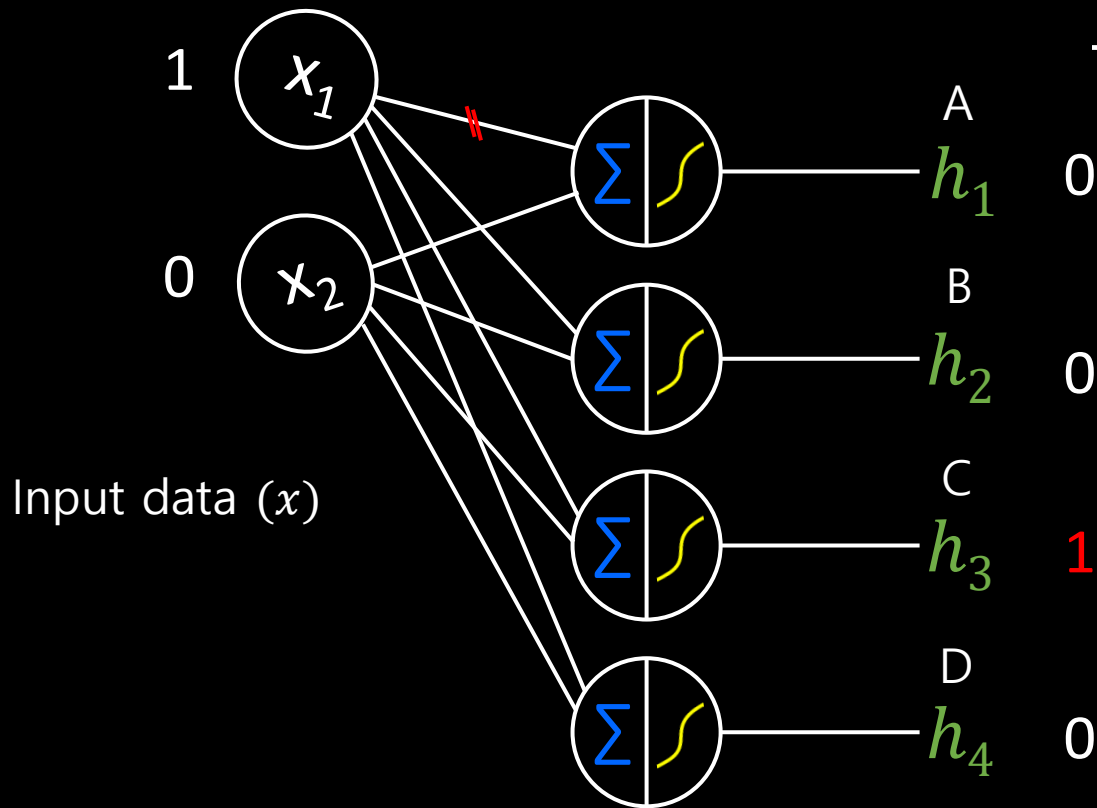 1 x₁
A
h₁ 0
0 x₂
B
h₂ 0
Input data (x)
C
h₃ 1
D
h₄ 0
Σ
Σ
Σ
Σ